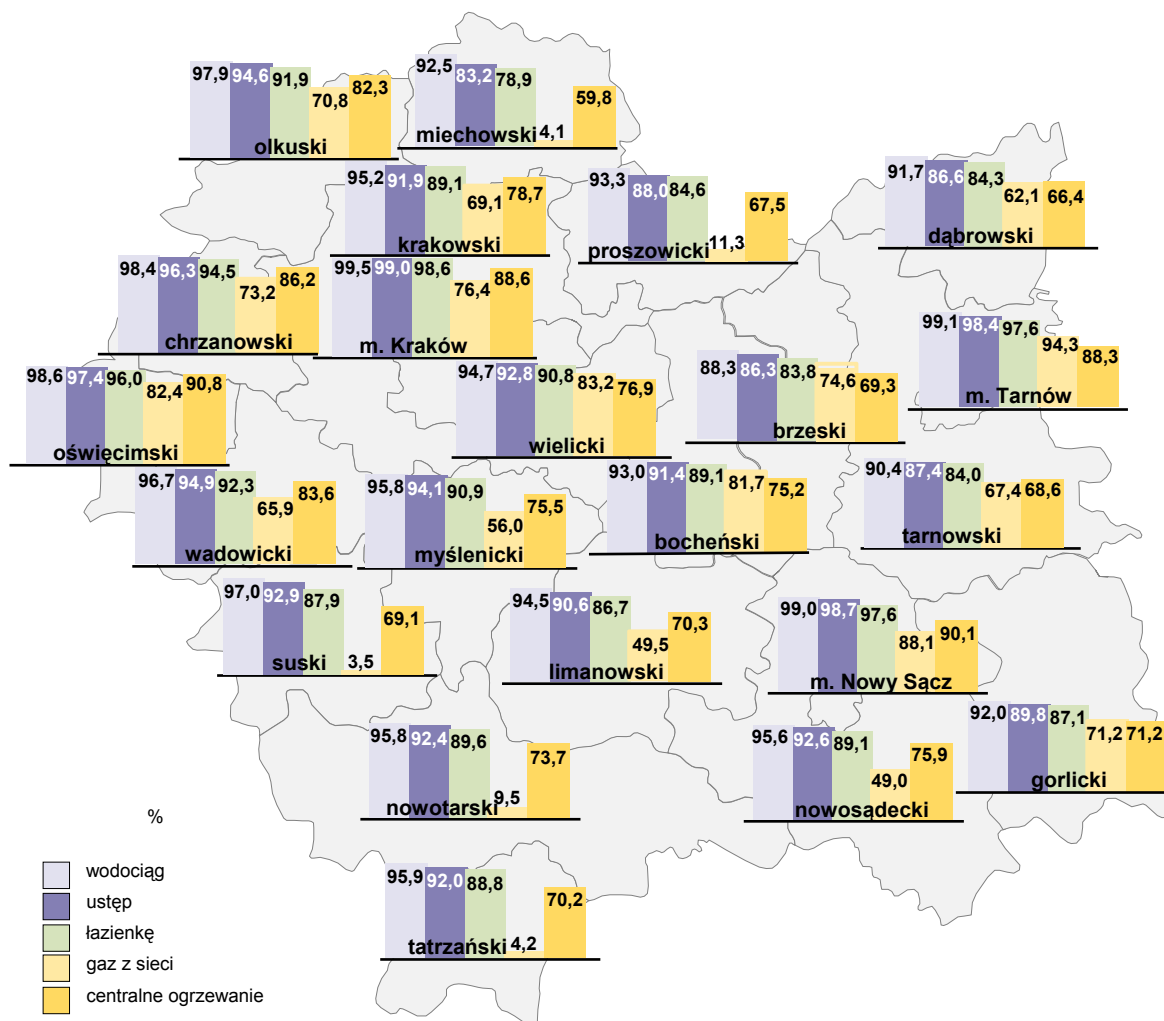 97,9 94,6 91,9 70,8 82,3
olkuski
92,5 83,2 78,9 4,1 59,8
miechowski
95,2 91,9 89,1 69,1 78,7
krakowski
93,3 88,0 84,6 11,3 67,5
proszowicki
91,7 86,6 84,3 62,1 66,4
dąbrowski
98,4 96,3 94,5 73,2 86,2
chrzanowski
99,5 99,0 98,6 76,4 88,6
m. Kraków
99,1 98,4 97,6 94,3 88,3
m. Tarnów
98,6 97,4 96,0 82,4 90,8
oświęcimski
94,7 92,8 90,8 83,2 76,9
wielicki
88,3 86,3 83,8 74,6 69,3
brzeski
96,7 94,9 92,3 65,9 83,6
wadowicki
95,8 94,1 90,9 56,0 75,5
myślenicki
93,0 91,4 89,1 81,7 75,2
bocheński
90,4 87,4 84,0 67,4 68,6
tarnowski
97,0 92,9 87,9 3,5 69,1
suski
94,5 90,6 86,7 49,5 70,3
limanowski
99,0 98,7 97,6 88,1 90,1
m. Nowy Sącz
92,0 89,8 87,1 71,2 71,2
gorlicki
95,8 92,4 89,6 9,5 73,7
nowotarski
95,6 92,6 89,1 49,0 75,9
nowosądecki
95,9 92,0 88,8 4,2 70,2
tatrzański
%
wodociąg
ustęp
łazienkę
gaz z sieci
centralne ogrzewanie